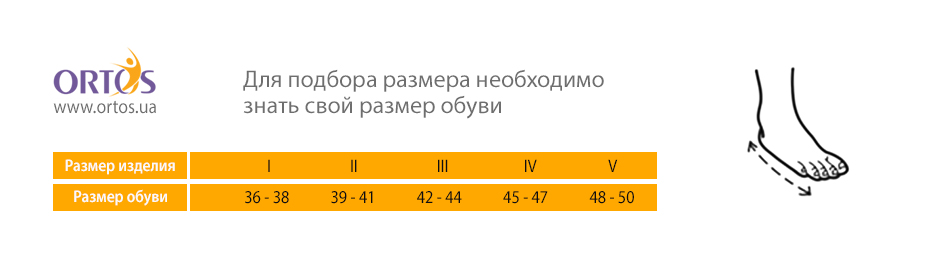 ORTOS
www.ortos.ua
Для подбора размера необходимо
знать свой размер обуви
Размер изделия I II III IV V
Размер обуви 36 - 38 39 - 41 42 - 44 45 - 47 48 - 50